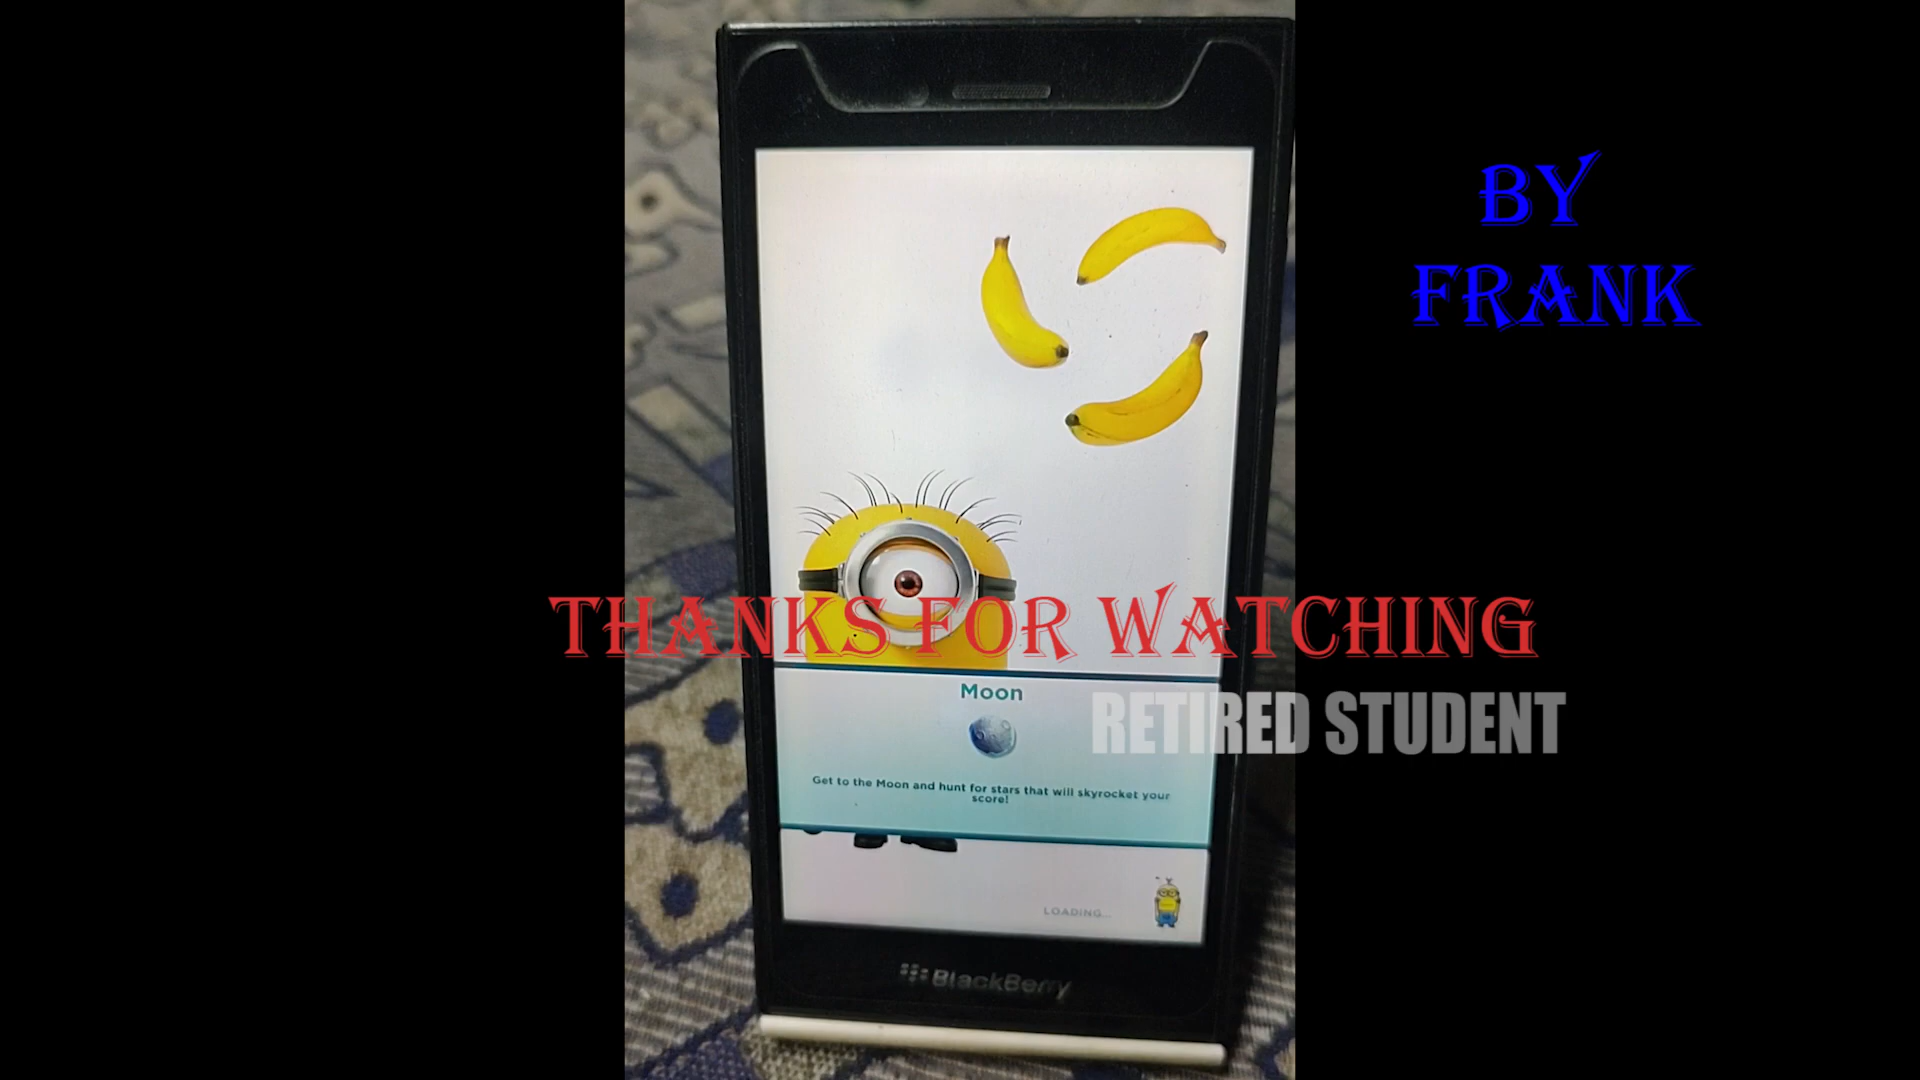 BY
FRANK
THANKS FOR WATCHING
Moon
RETIRED STUDENT
Get to the Moon and hunt for stars that will skyrocket your
score!
LOADING...
BlackBerry